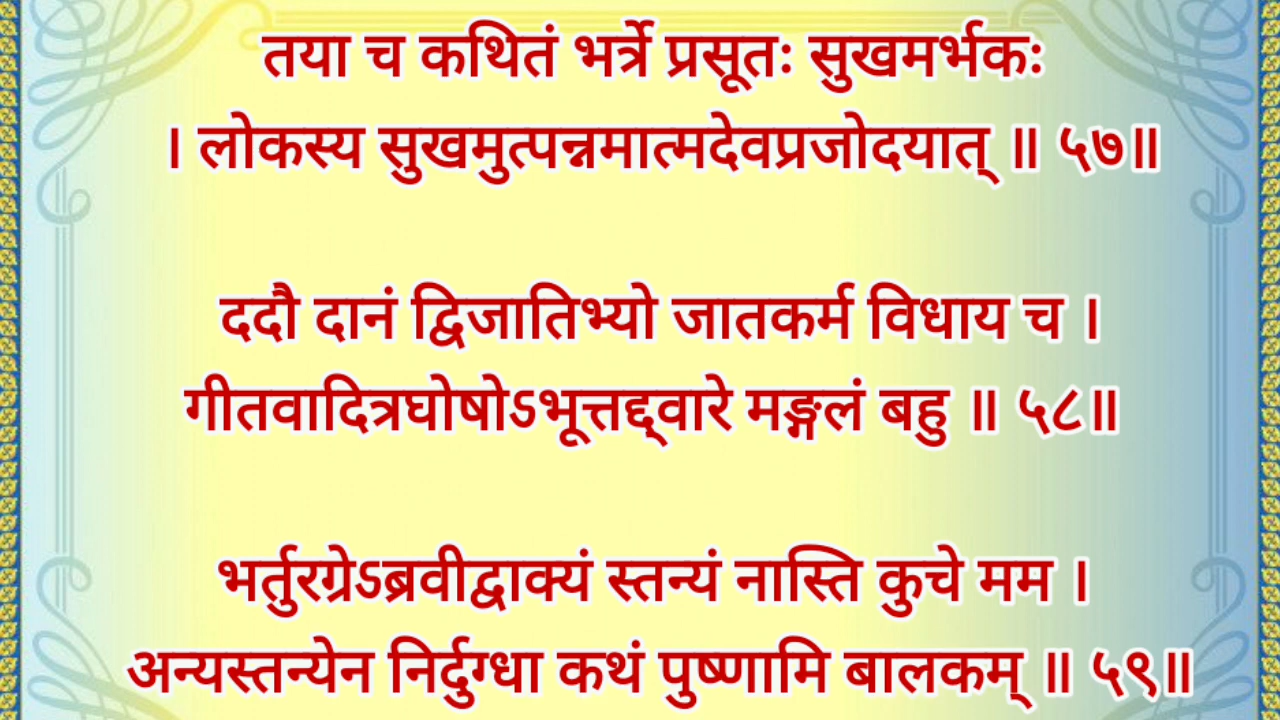 तया च कथितं भर्त्रे प्रसूतः सुखमर्भकः
। लोकस्य सुखमुत्पन्नमात्मदेवप्रजोदयात् ॥ ५७॥
ददौ दानं द्विजातिभ्यो जातकर्म विधाय च ।
गीतवादित्रघोषोऽभूत्तद्द्वारे मङ्गलं बहु ॥ ५८॥
भर्तुरग्रेऽब्रवीद्वाक्यं स्तन्यं नास्ति कुचे मम ।
अन्यस्तन्येन निर्दुग्धा कथं पुष्णामि बालकम् ॥ ५९॥